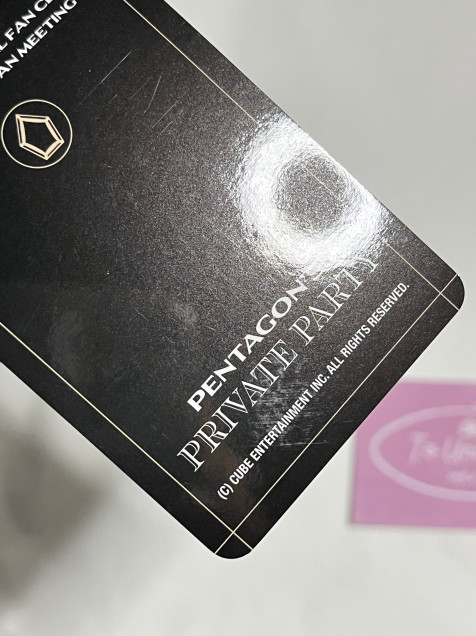 FAN
AN MEETING
PENTAGON
PRIVATE PARTY
(C) CUBE ENTERTAINMENT INC. ALL RIGHTS RESERVED.